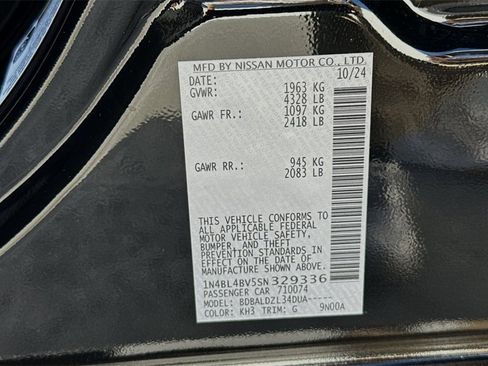 MFD BY NISSAN MOTOR CO., LTD.
DATE: 10/24
GVWR: 1963 KG
4328 LB
GAWR FR: 1097 KG
2418 LB
GAWR RR.: 945 KG
2083 LB
THIS VEHICLE CONFORMS TO
ALL APPLICABLE FEDERAL
MOTOR VEHICLE SAFETY,
BUMPER, AND THEFT
PREVENTION STANDARDS IN
EFFECT ON THE DATE OF
MANUFACTURE SHOWN ABOVE.
1N4BL4BV5SN329336
PASSENGER CAR 710074
MODEL: BDBALDZL34DUA-----
COLOR: KH3 TRIM: G 9N00A